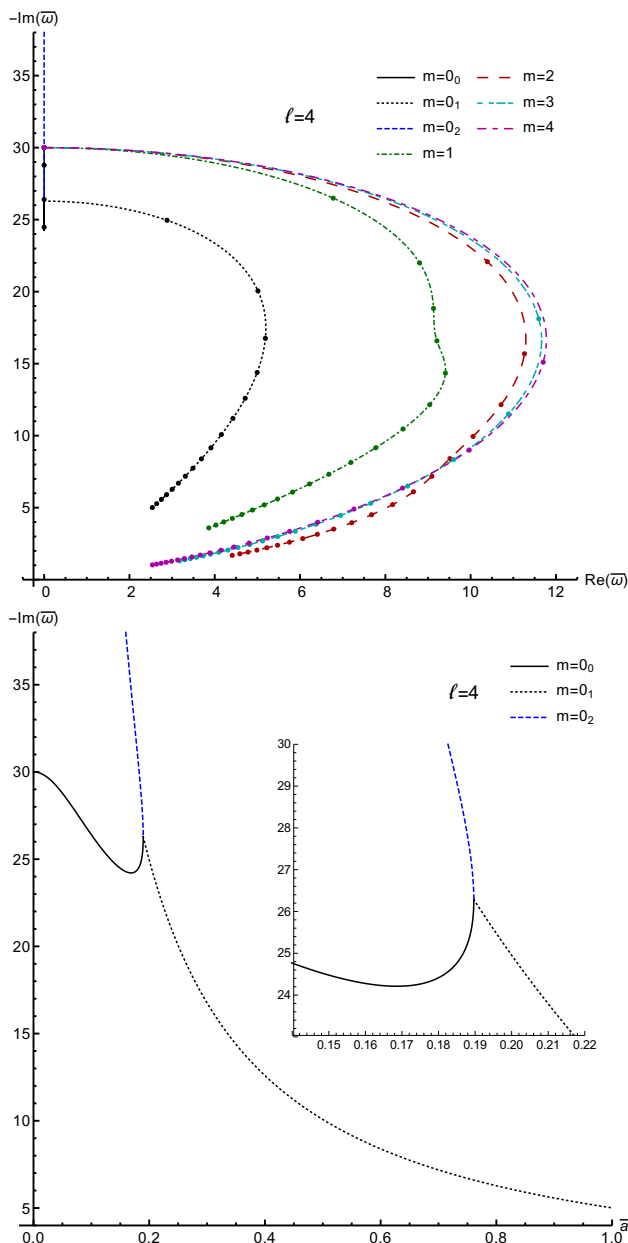 −Im(ω̅)
35
30
25
20
15
10
5
0 2 4 6 8 10 12
Re(ω̅)
ℓ=4
m=0₀ m=2
m=0₁ m=3
m=0₂ m=4
m=1
−Im(ω̅)
35
30
25
20
15
10
5
0.0 0.2 0.4 0.6 0.8 1.0
a̅
ℓ=4
m=0₀
m=0₁
m=0₂
30
29
28
27
26
25
24
0.15 0.16 0.17 0.18 0.19 0.20 0.21 0.22